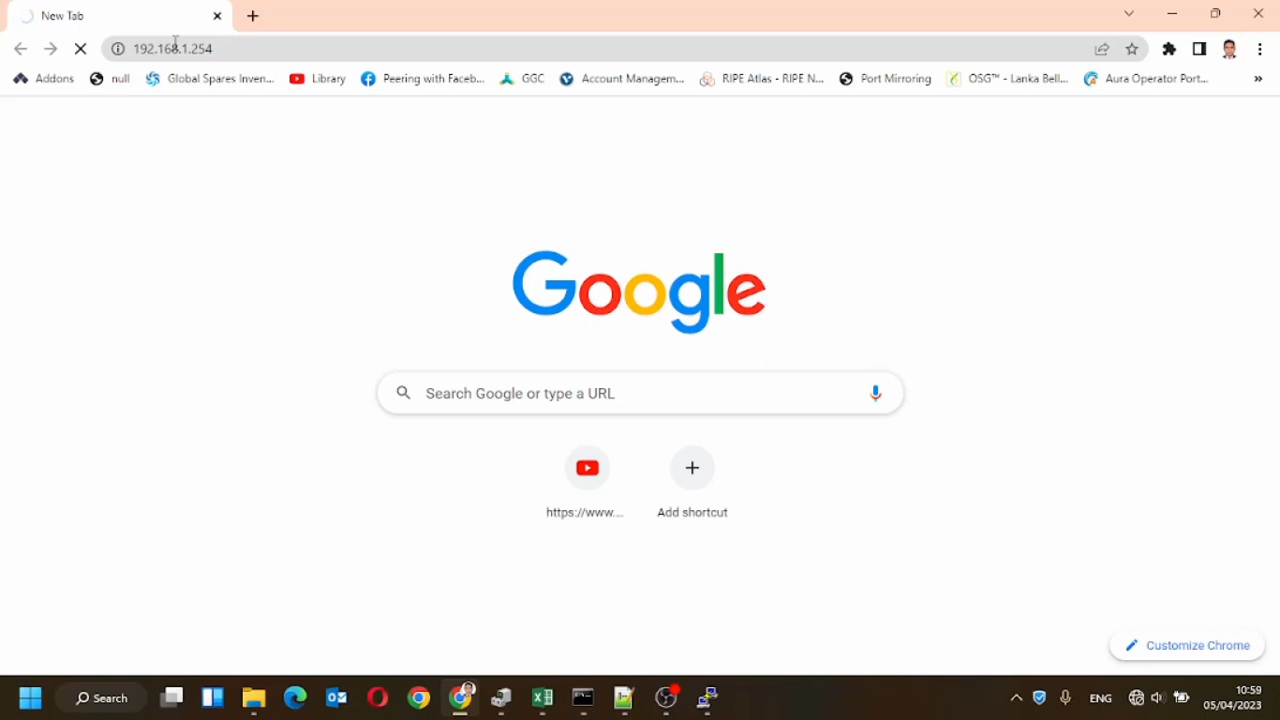 New Tab
192.168.1.254
Addons null Global Spares Inven... Library Peering with Faceb... GGC Account Managem... RIPE Atlas - RIPE N... Port Mirroring OSG™ - Lanka Bell... Aura Operator Port... »
Google
Search Google or type a URL
https://www.... Add shortcut
Customize Chrome
Search ENG 10:59
05/04/2023